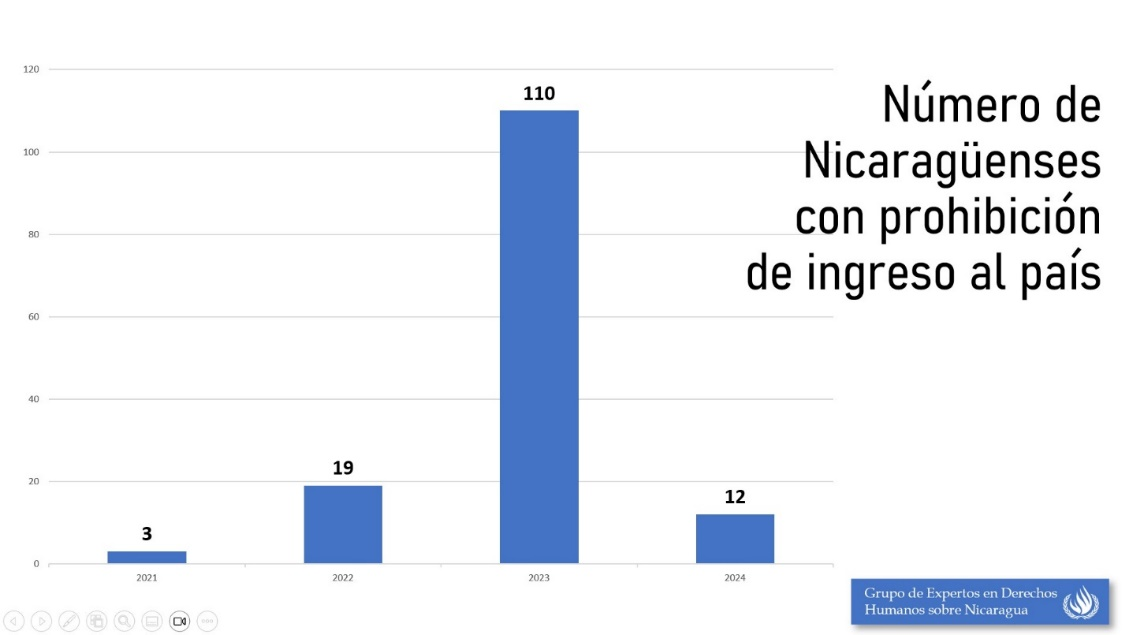 Número de
Nicaragüenses
con prohibición
de ingreso al país
120
100
80
60
40
20
0
3
19
110
12
2021
2022
2023
2024
Grupo de Expertos en Derechos
Humanos sobre Nicaragua